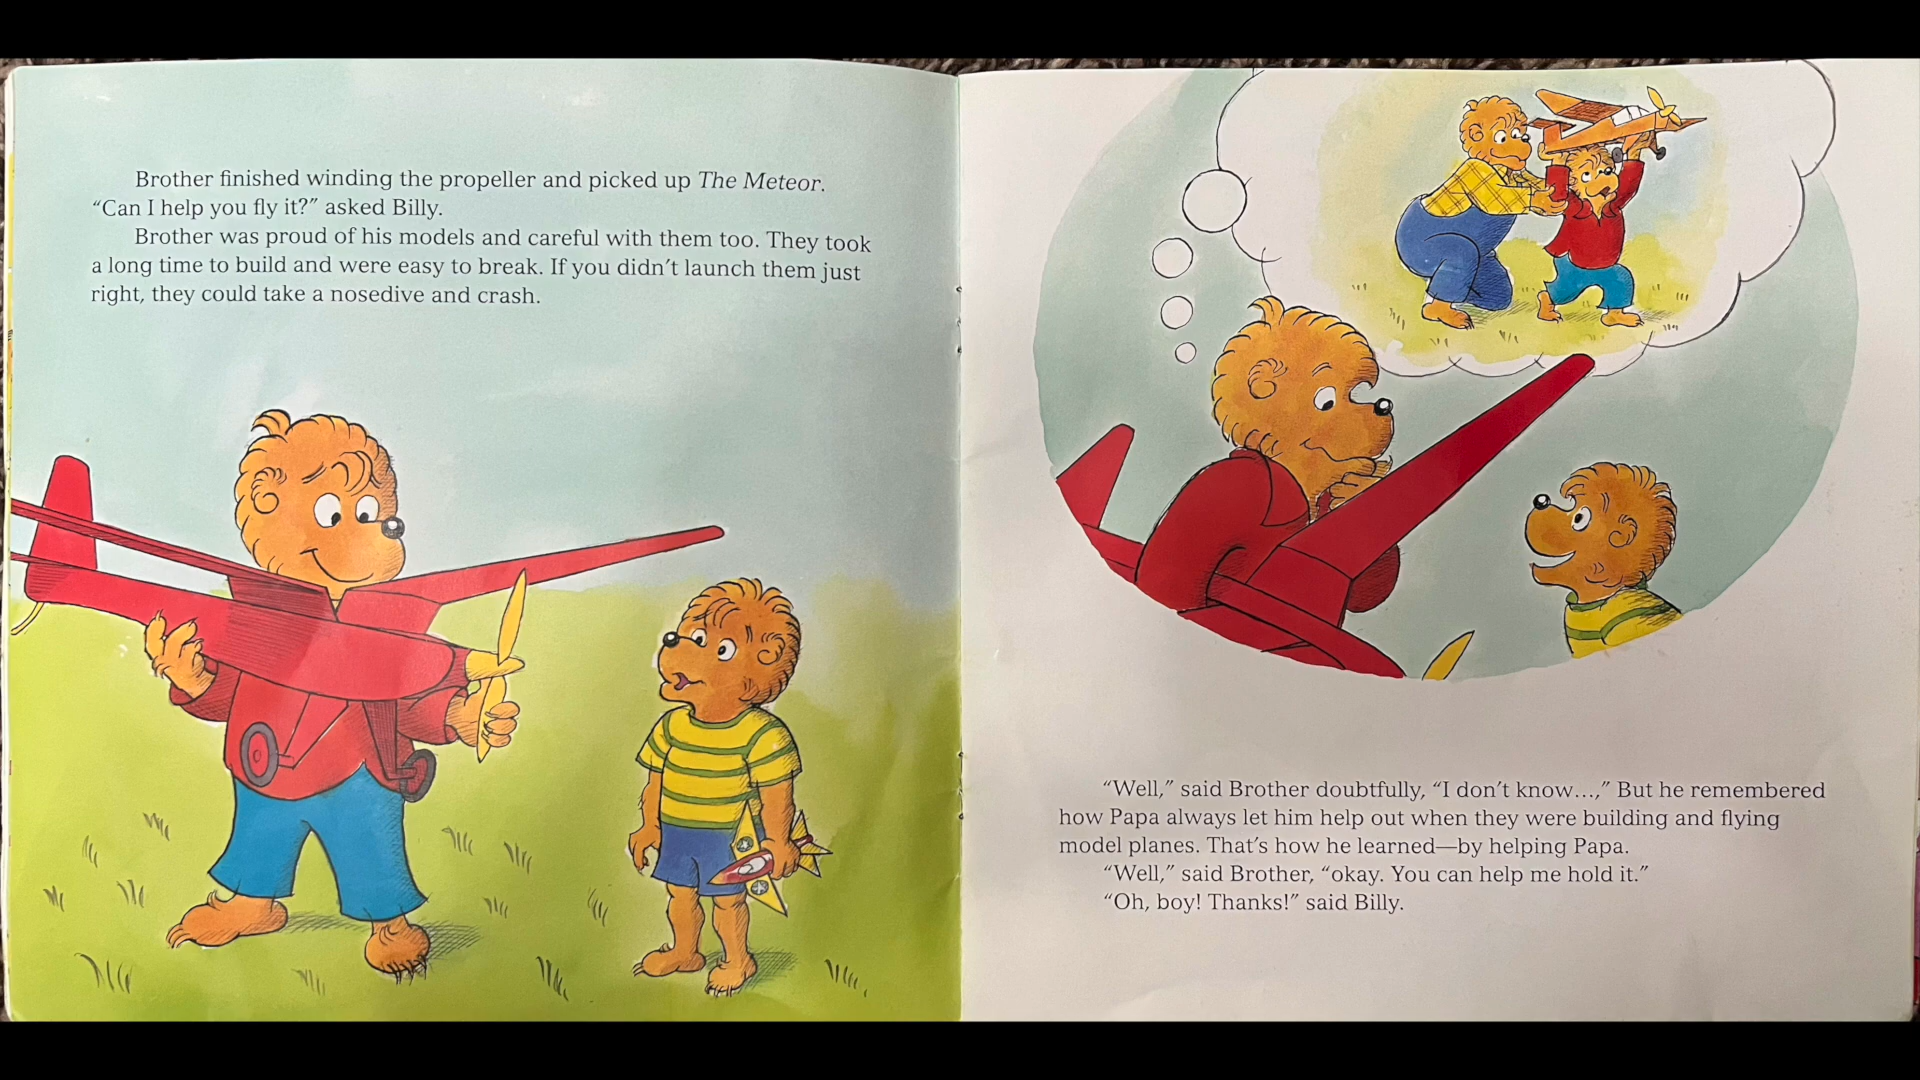 Brother finished winding the propeller and picked up The Meteor.
“Can I help you fly it?” asked Billy.
Brother was proud of his models and careful with them too. They took
a long time to build and were easy to break. If you didn’t launch them just
right, they could take a nosedive and crash.
“Well,” said Brother doubtfully, “I don’t know…,” But he remembered
how Papa always let him help out when they were building and flying
model planes. That’s how he learned—by helping Papa.
“Well,” said Brother, “okay. You can help me hold it.”
“Oh, boy! Thanks!” said Billy.